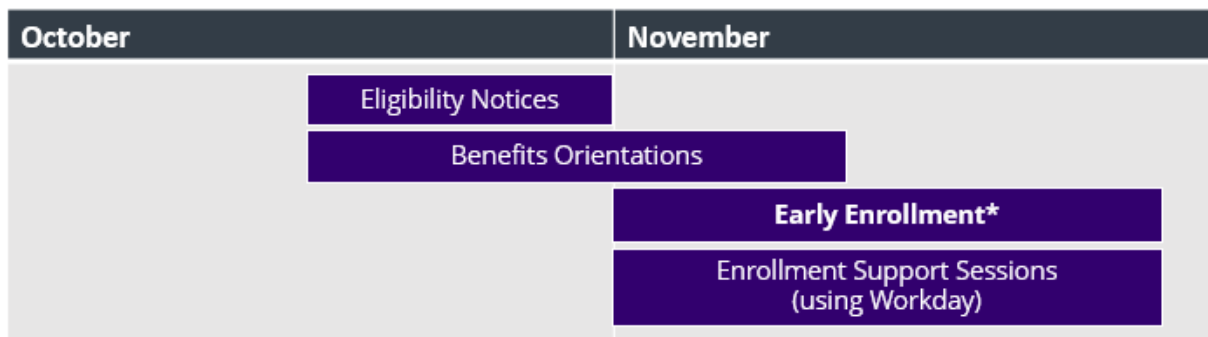 October
November
Eligibility Notices
Benefits Orientations
Early Enrollment*
Enrollment Support Sessions
(using Workday)